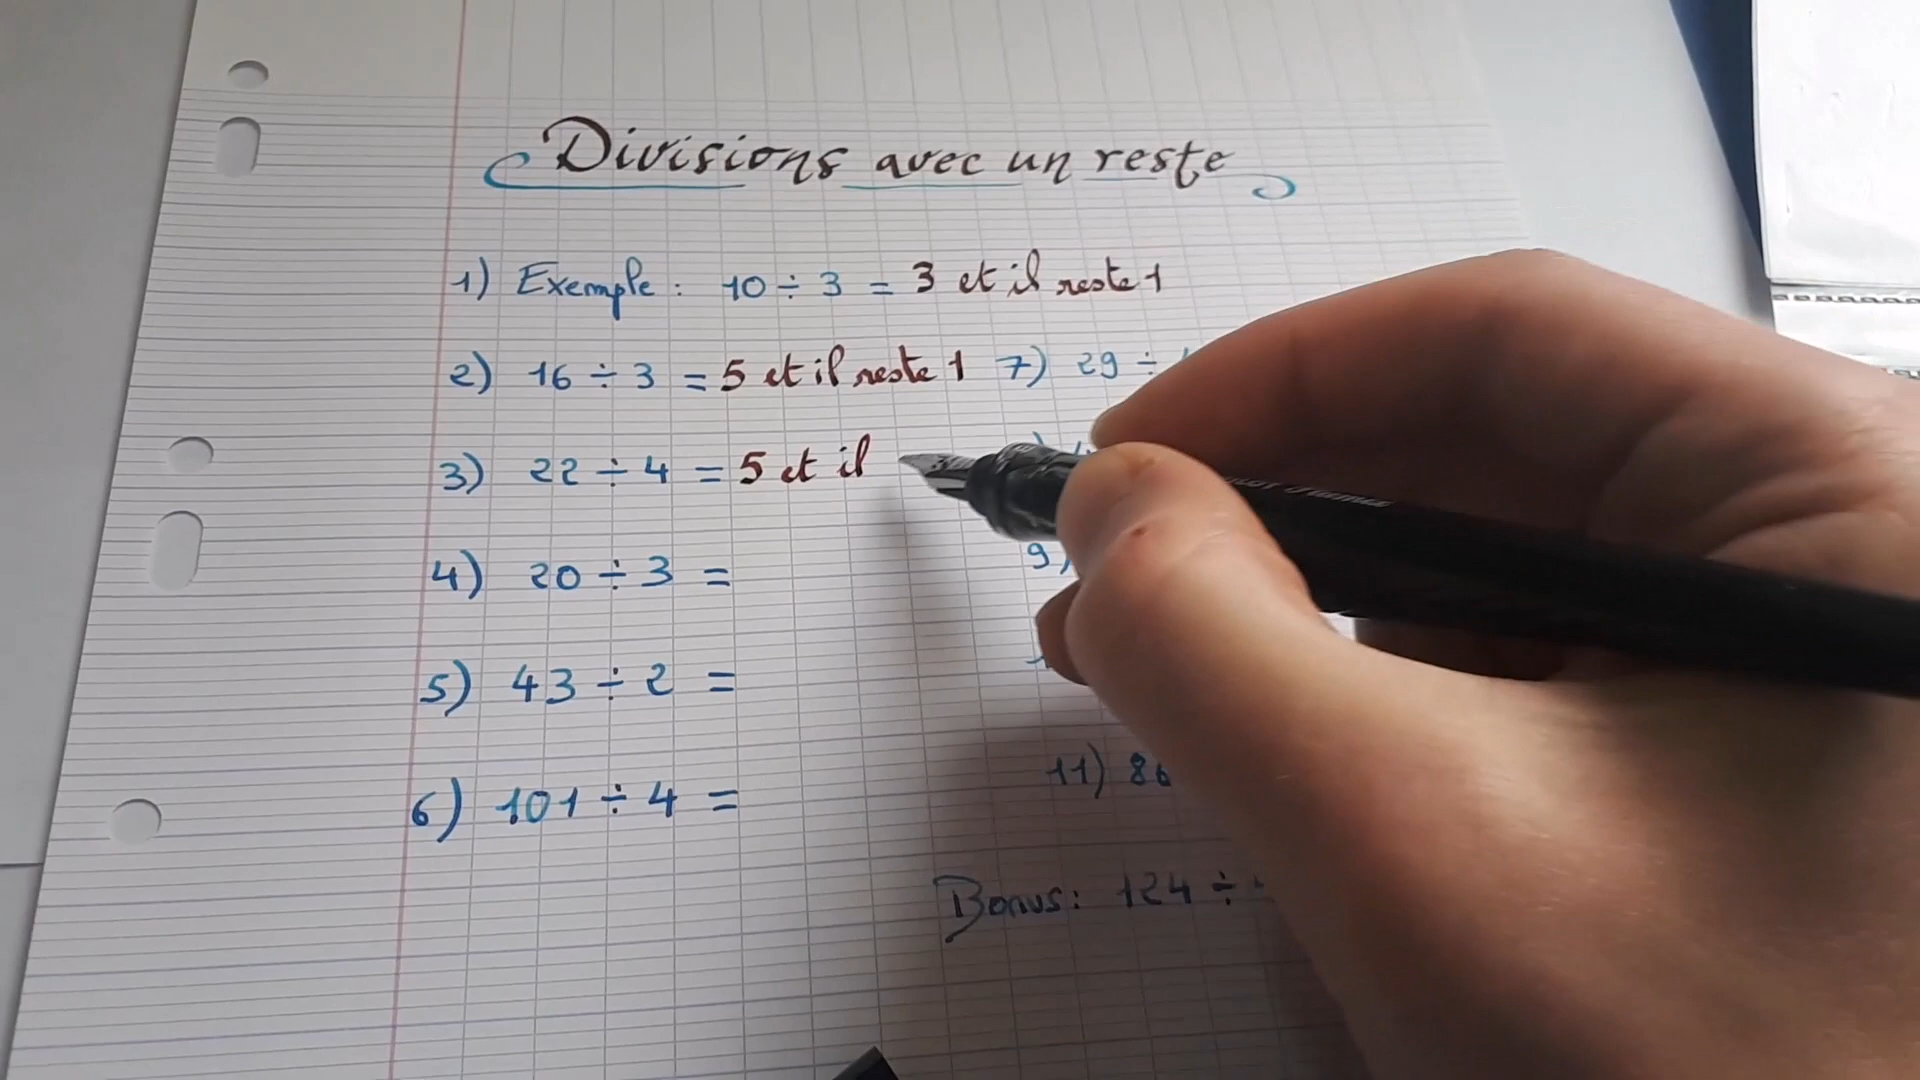 Divisions avec un reste
1) Exemple : 10 ÷ 3 = 3 et il reste 1
2) 16 ÷ 3 = 5 et il reste 1
3) 22 ÷ 4 = 5 et il
4) 20 ÷ 3 =
5) 43 ÷ 2 =
6) 101 ÷ 4 =
7) 29 ÷
9)
11) 86
Bonus : 124 ÷